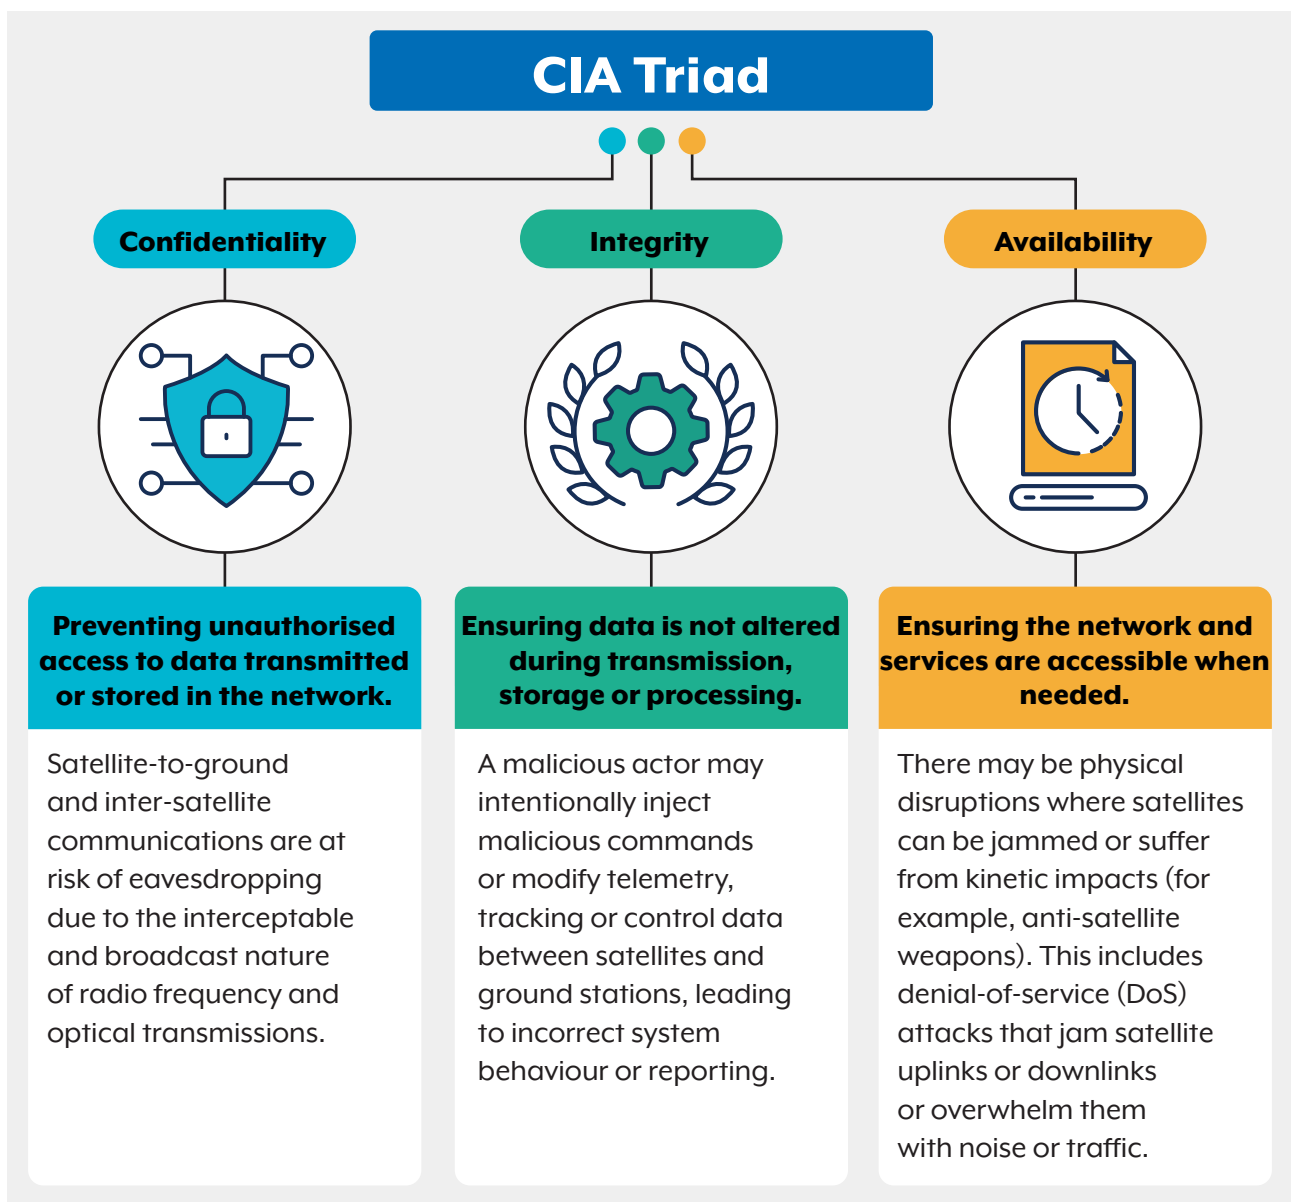 CIA Triad
Confidentiality
Preventing unauthorised
access to data transmitted
or stored in the network.
Satellite-to-ground
and inter-satellite
communications are at
risk of eavesdropping
due to the interceptable
and broadcast nature
of radio frequency and
optical transmissions.
Integrity
Ensuring data is not altered
during transmission,
storage or processing.
A malicious actor may
intentionally inject
malicious commands
or modify telemetry,
tracking or control data
between satellites and
ground stations, leading
to incorrect system
behaviour or reporting.
Availability
Ensuring the network and
services are accessible when
needed.
There may be physical
disruptions where satellites
can be jammed or suffer
from kinetic impacts (for
example, anti-satellite
weapons). This includes
denial-of-service (DoS)
attacks that jam satellite
uplinks or downlinks
or overwhelm them
with noise or traffic.